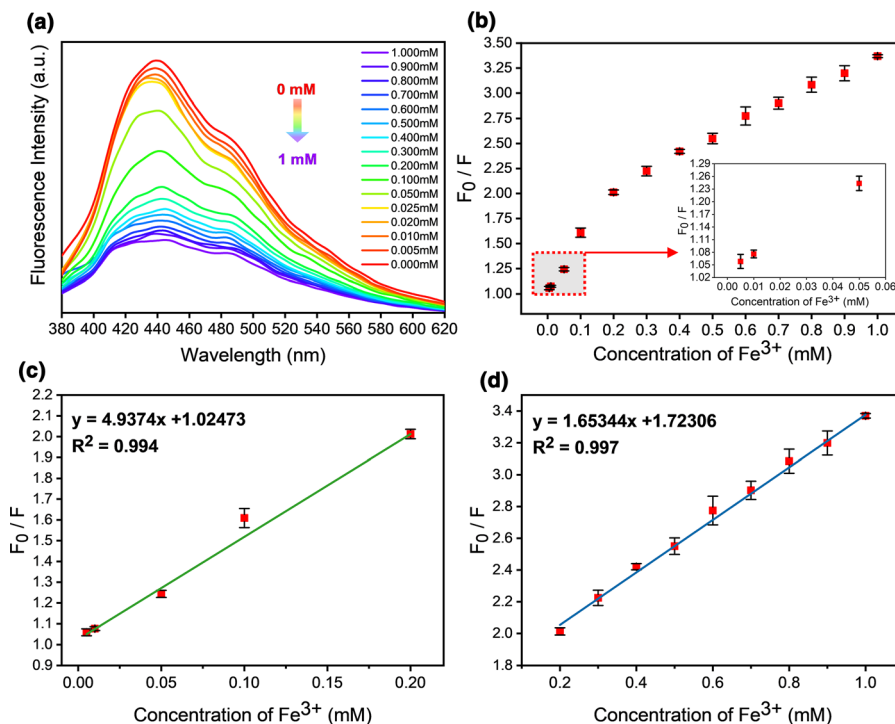 (a)
Fluorescence Intensity (a.u.)
0 mM
1 mM
1.000mM
0.900mM
0.800mM
0.700mM
0.600mM
0.500mM
0.400mM
0.300mM
0.200mM
0.100mM
0.050mM
0.025mM
0.020mM
0.010mM
0.005mM
0.000mM
380 400 420 440 460 480 500 520 540 560 580 600 620
Wavelength (nm)
(b)
F₀ / F
3.50
3.25
3.00
2.75
2.50
2.25
2.00
1.75
1.50
1.25
1.00
0.0 0.1 0.2 0.3 0.4 0.5 0.6 0.7 0.8 0.9 1.0
Concentration of Fe³⁺ (mM)
F₀ / F
1.29
1.26
1.23
1.20
1.17
1.14
1.11
1.08
1.05
1.02
0.00 0.01 0.02 0.03 0.04 0.05 0.06
Concentration of Fe³⁺ (mM)
(c)
y = 4.9374x +1.02473
R² = 0.994
F₀ / F
2.2
2.1
2.0
1.9
1.8
1.7
1.6
1.5
1.4
1.3
1.2
1.1
1.0
0.9
0.00 0.05 0.10 0.15 0.20
Concentration of Fe³⁺ (mM)
(d)
y = 1.65344x +1.72306
R² = 0.997
F₀ / F
3.4
3.2
3.0
2.8
2.6
2.4
2.2
2.0
1.8
0.2 0.4 0.6 0.8 1.0
Concentration of Fe³⁺ (mM)